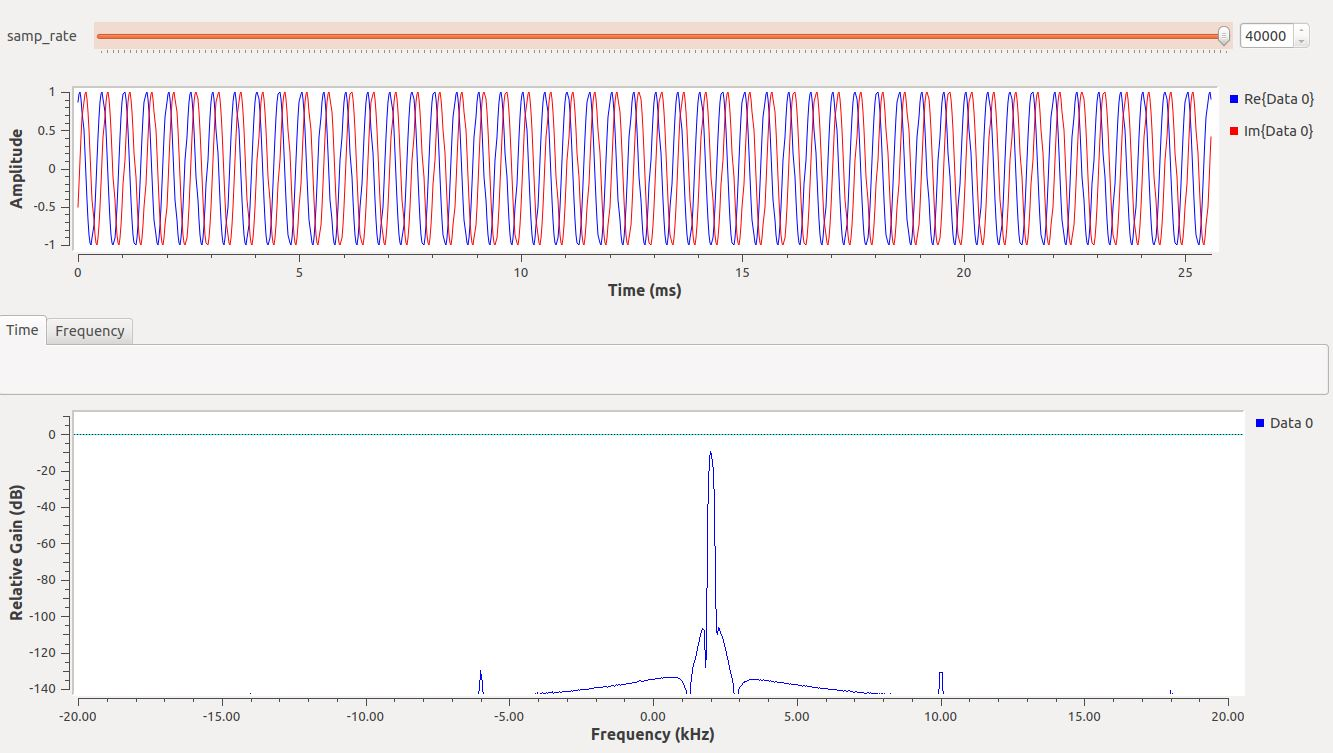 samp_rate 40000
1
0.5
0
-0.5
-1
Amplitude
Re{Data 0}
Im{Data 0}
0 5 10 15 20 25
Time (ms)
Time Frequency
0
-20
-40
-60
-80
-100
-120
-140
Relative Gain (dB)
Data 0
-20.00 -15.00 -10.00 -5.00 0.00 5.00 10.00 15.00 20.00
Frequency (kHz)